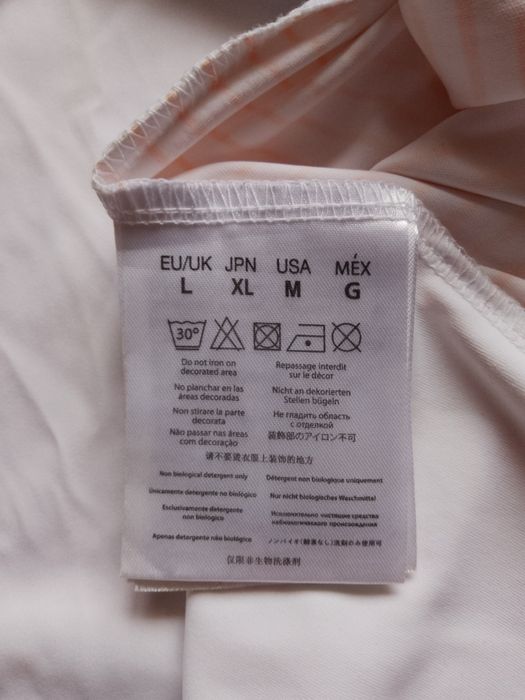 EU/UK JPN USA MÉX
L XL M G
30°
Do not iron on
decorated area
Repassage interdit
sur le décor
No planchar en las
áreas decoradas
Nicht an dekorierten
Stellen bügeln
Non stirare la parte
decorata
Не гладить область
с отделкой
Não passar nas áreas
com decoração
装飾部のアイロン不可
请不要烫衣服上装饰的地方
Non biological detergent only
Détergent non biologique uniquement
Únicamente detergente no biológico
Nur nicht biologisches Waschmittel
Esclusivamente detergente
non biologico
Исключительно чистящие средства
небиологического происхождения
Apenas detergente não biológico
ノンバイオ(酵素なし)洗剤のみ使用可
仅限非生物洗涤剂